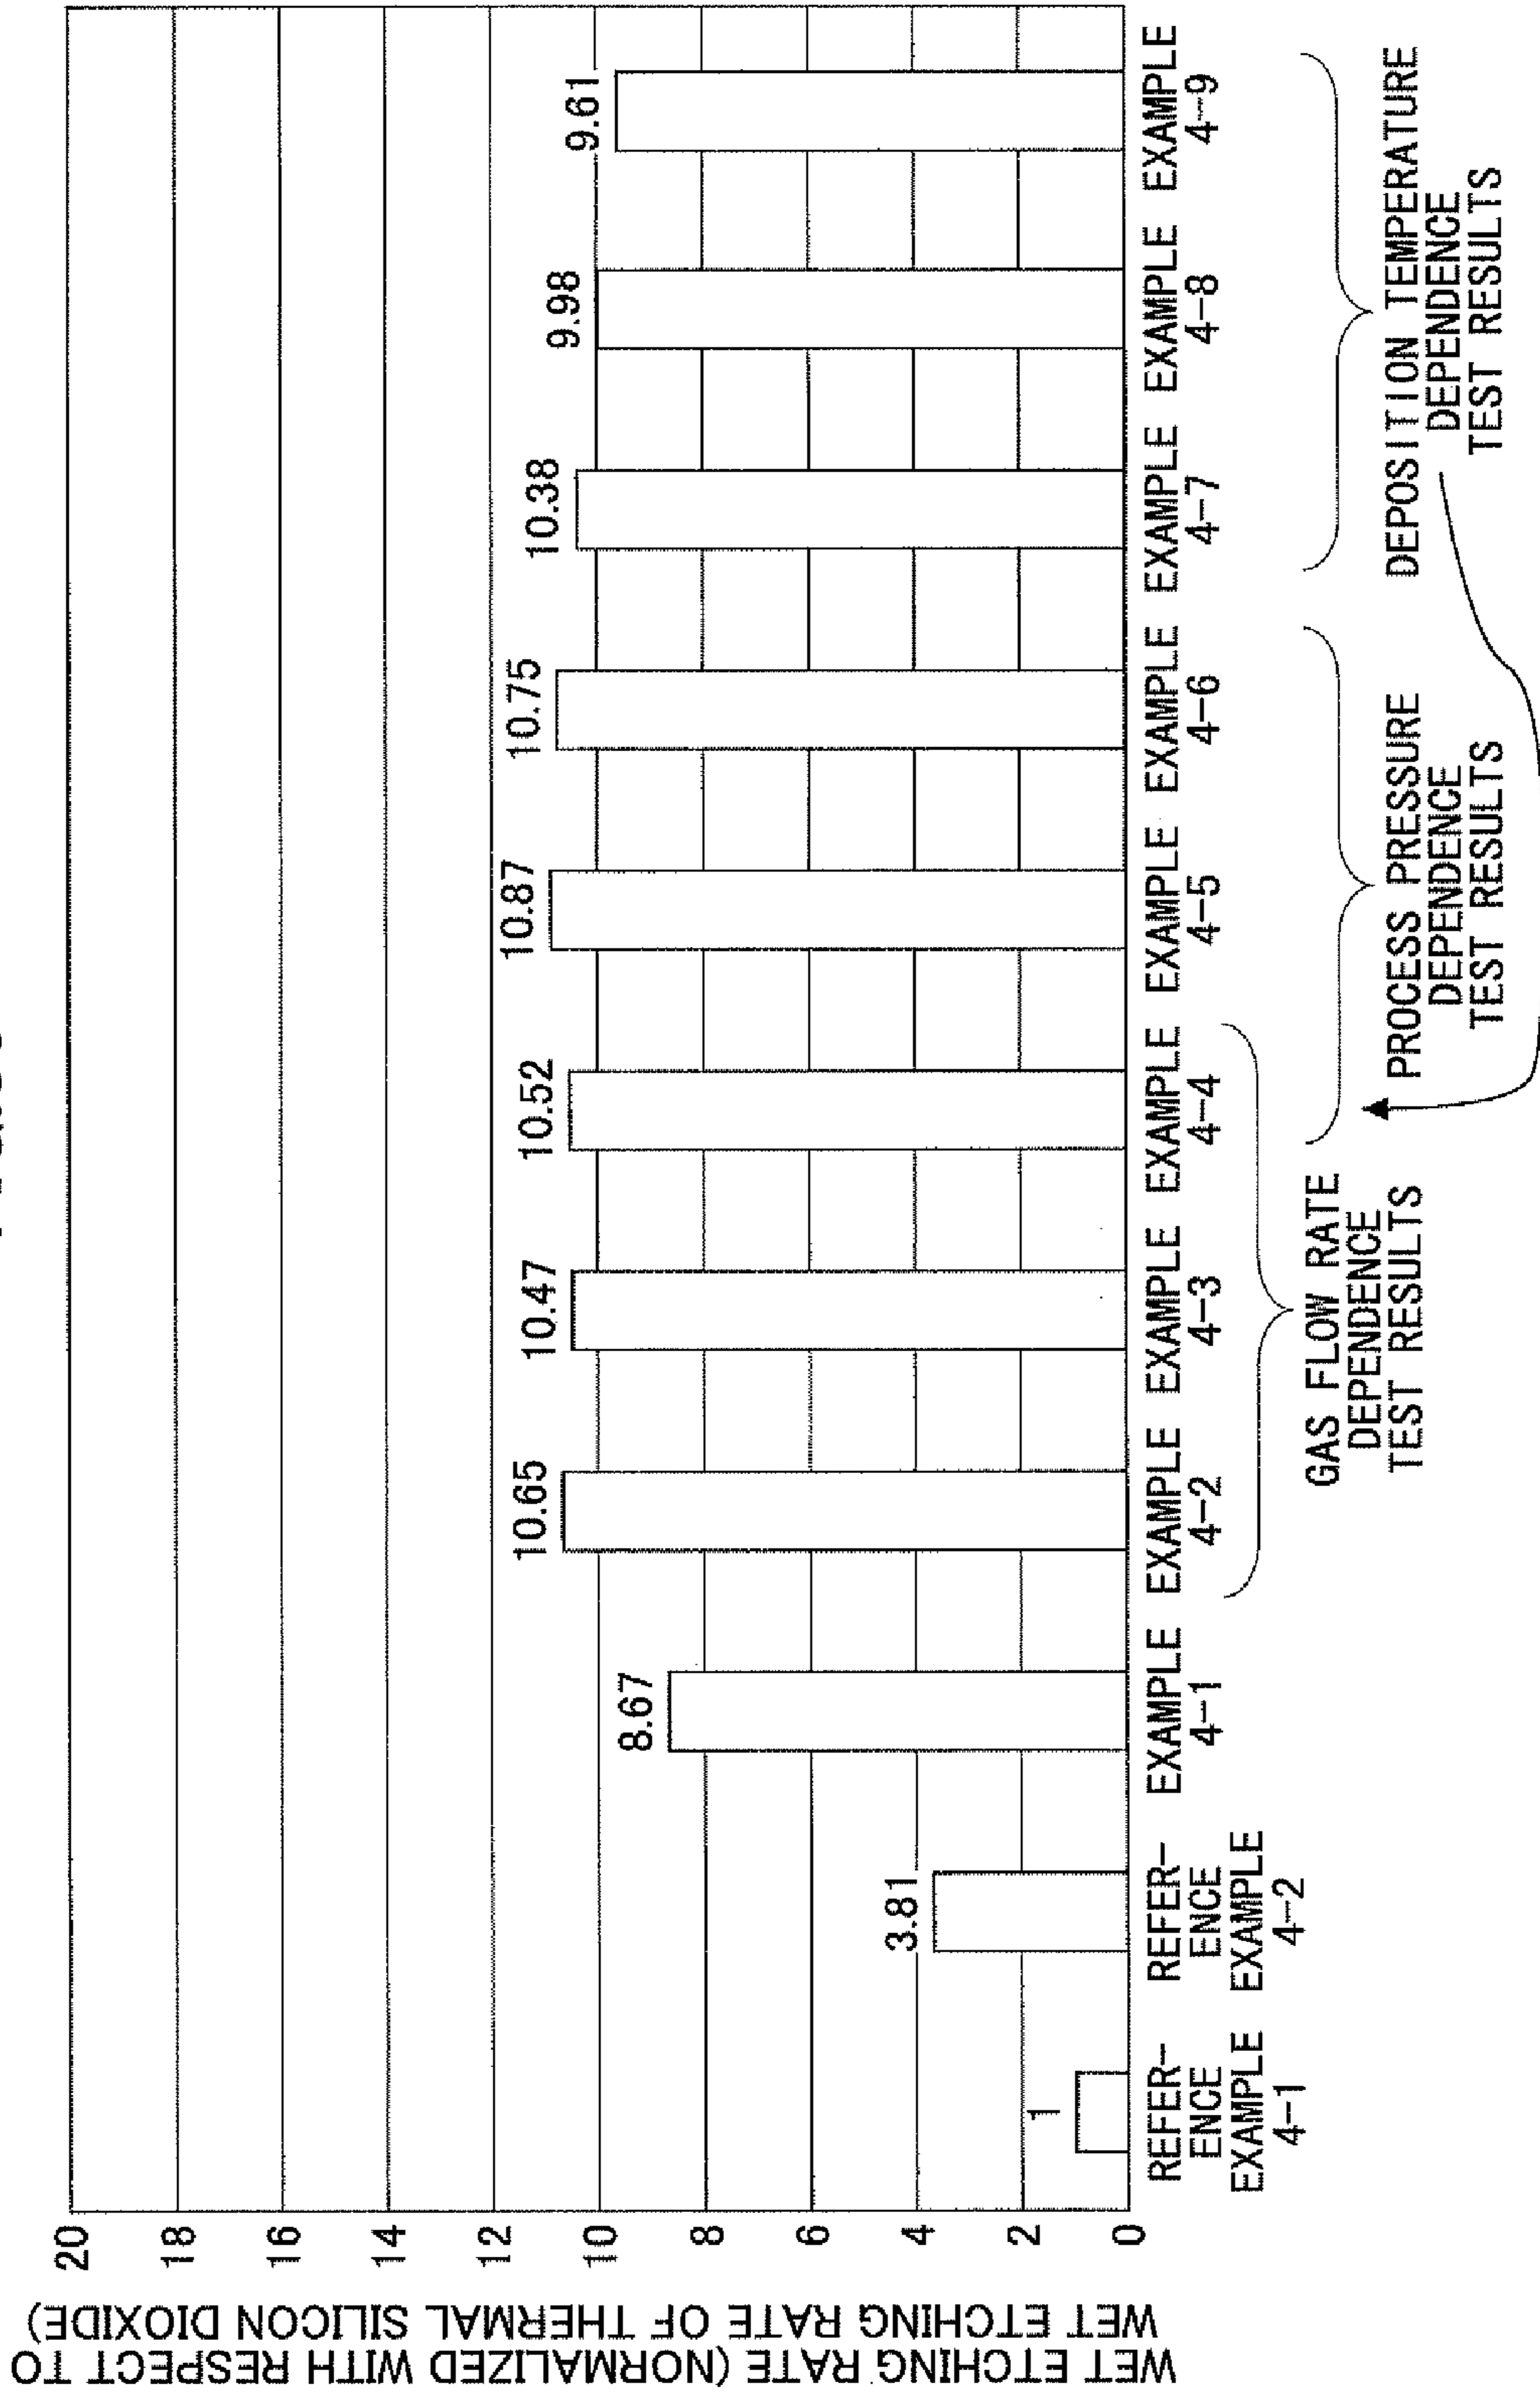 WET ETCHING RATE (NORMALIZED WITH RESPECT TO
WET ETCHING RATE OF THERMAL SILICON DIOXIDE)
20
18
16
14
12
10
8
6
4
2
0
1
3.81
8.67
10.65
10.47
10.52
10.87
10.75
10.38
9.98
9.61
REFER-
ENCE
EXAMPLE
4-1
REFER-
ENCE
EXAMPLE
4-2
EXAMPLE
4-1
EXAMPLE
4-2
EXAMPLE
4-3
EXAMPLE
4-4
EXAMPLE
4-5
EXAMPLE
4-6
EXAMPLE
4-7
EXAMPLE
4-8
EXAMPLE
4-9
GAS FLOW RATE
DEPENDENCE
TEST RESULTS
PROCESS PRESSURE
DEPENDENCE
TEST RESULTS
DEPOSITION TEMPERATURE
DEPENDENCE
TEST RESULTS